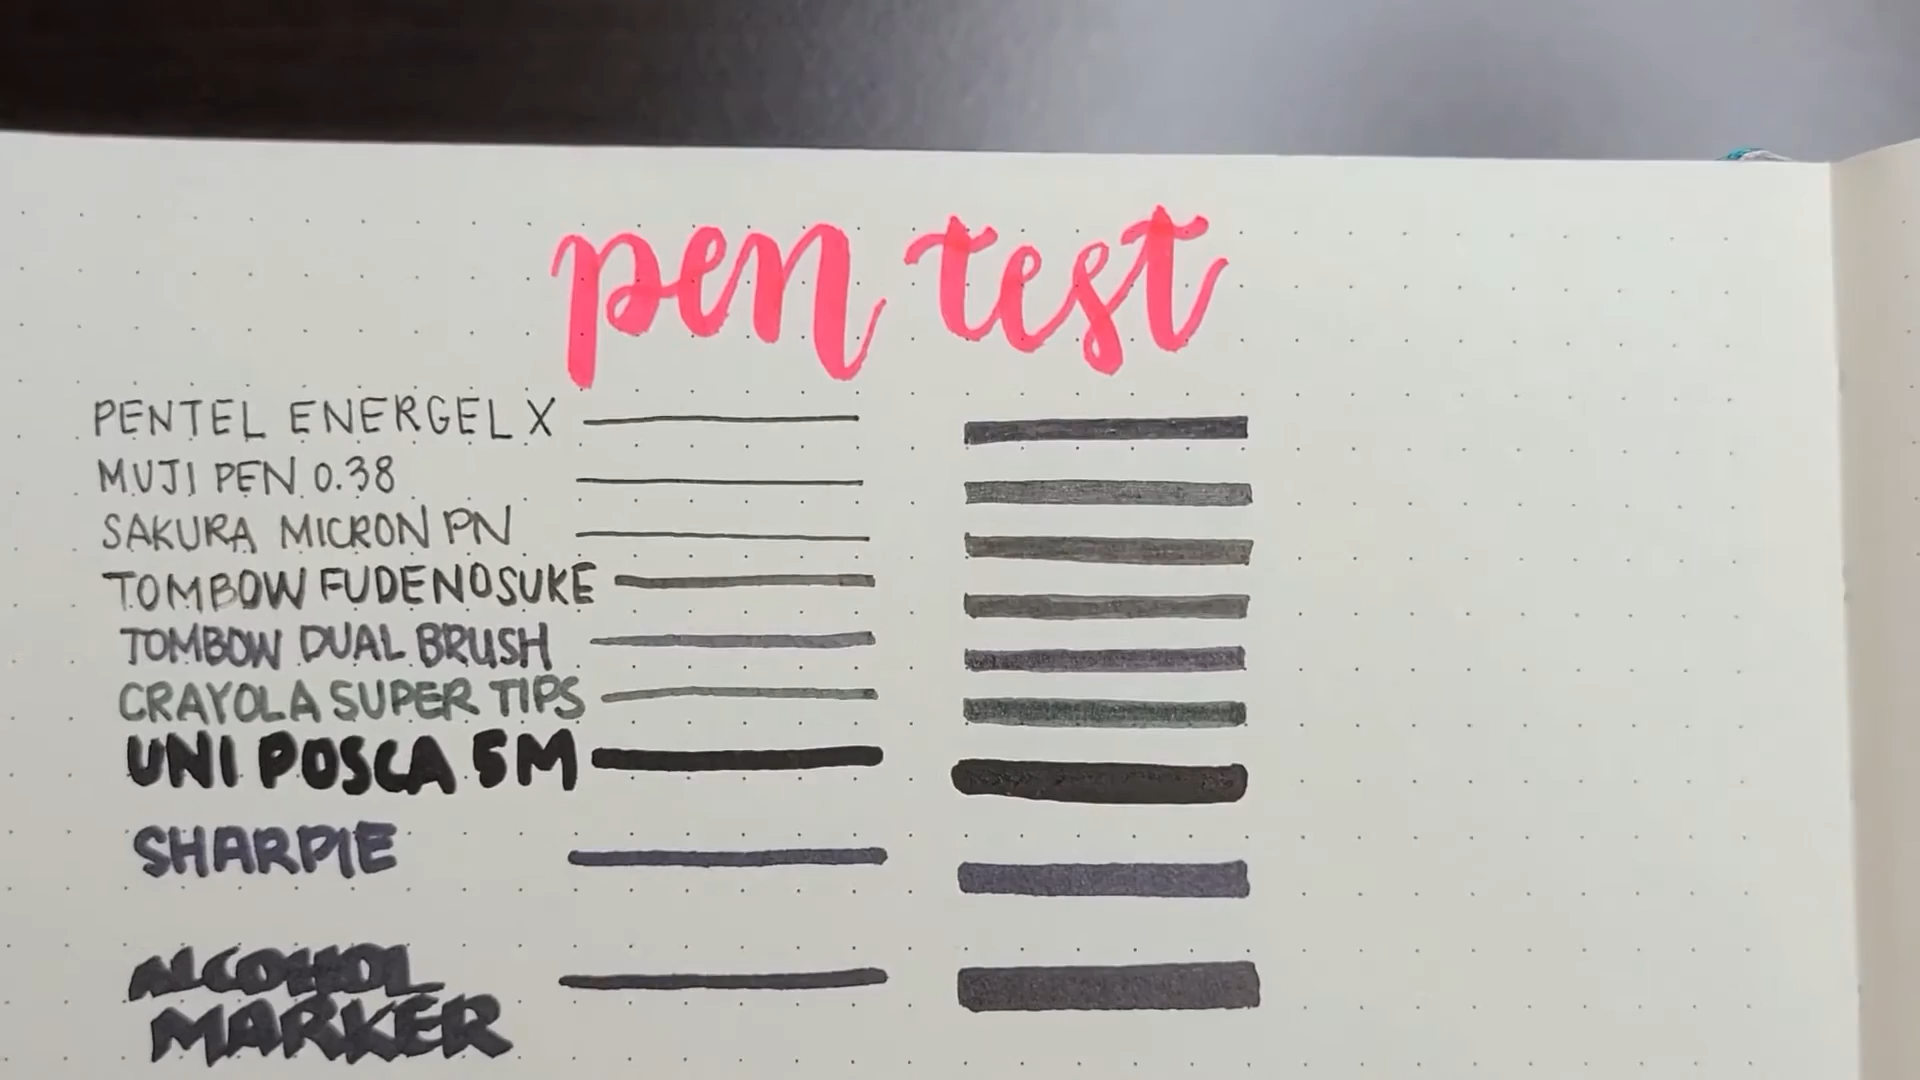 pen test
PENTEL ENERGEL X
MUJI PEN 0.38
SAKURA MICRON PN
TOMBOW FUDENOSUKE
TOMBOW DUAL BRUSH
CRAYOLA SUPER TIPS
UNI POSCA 5M
SHARPIE
ALCOHOL
MARKER